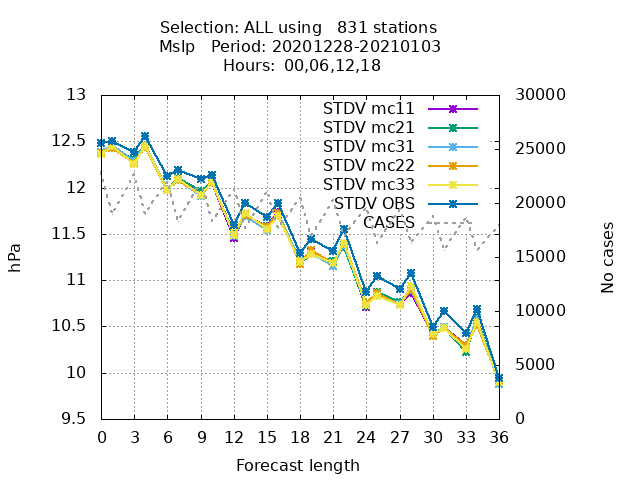 Selection: ALL using   831 stations
Mslp   Period: 20201228-20210103
Hours:  00,06,12,18
13
12.5
12
11.5
11
10.5
10
9.5
hPa
30000
25000
20000
15000
10000
5000
0
No cases
STDV mc11
STDV mc21
STDV mc31
STDV mc22
STDV mc33
STDV OBS
CASES
0 3 6 9 12 15 18 21 24 27 30 33 36
Forecast length